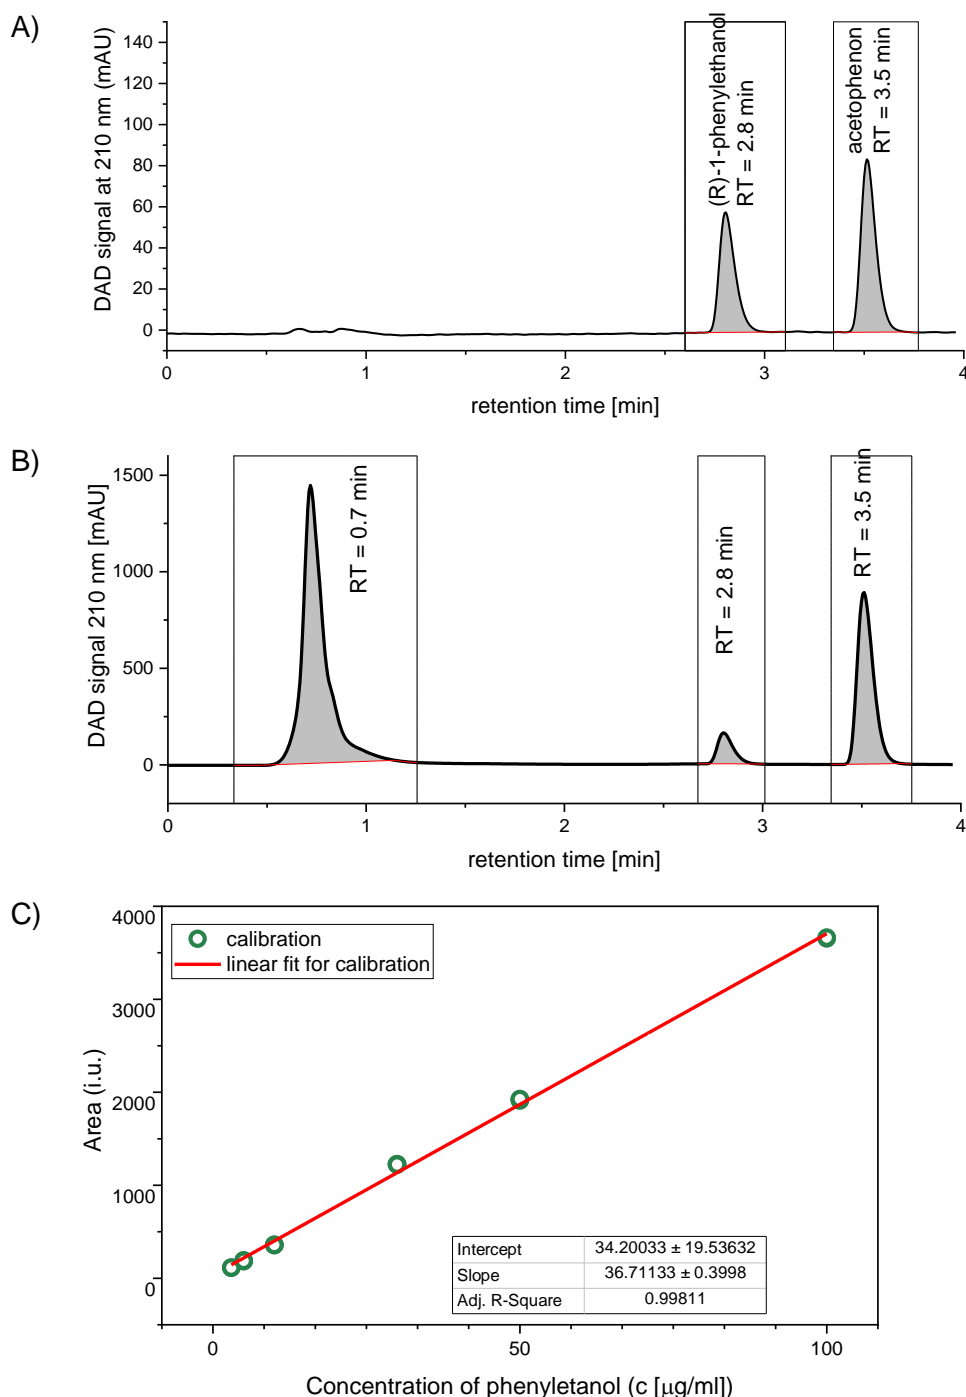 A)
DAD signal at 210 nm (mAU)
140
120
100
80
60
40
20
0
(R)-1-phenylethanol
RT = 2.8 min
acetophenon
RT = 3.5 min
0 1 2 3 4
retention time [min]
B)
DAD signal 210 nm [mAU]
1500
1000
500
0
RT = 0.7 min
RT = 2.8 min
RT = 3.5 min
0 1 2 3 4
retention time [min]
C)
Area (i.u.)
4000
3000
2000
1000
0
calibration
linear fit for calibration
Intercept 34.20033 ± 19.53632
Slope 36.71133 ± 0.3998
Adj. R-Square 0.99811
0 50 100
Concentration of phenyletanol (c [µg/ml])